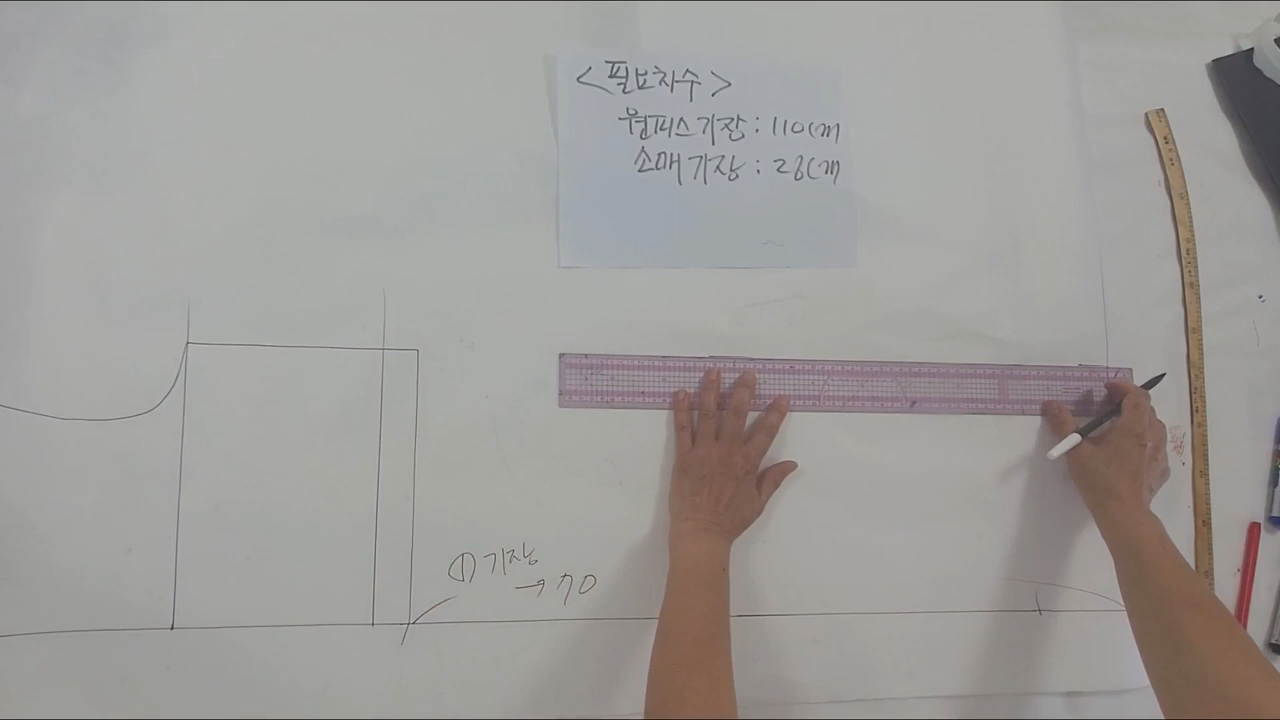 <필요치수>
원피스기장 : 110cm
소매기장 : 28cm
① 기장
→ 70